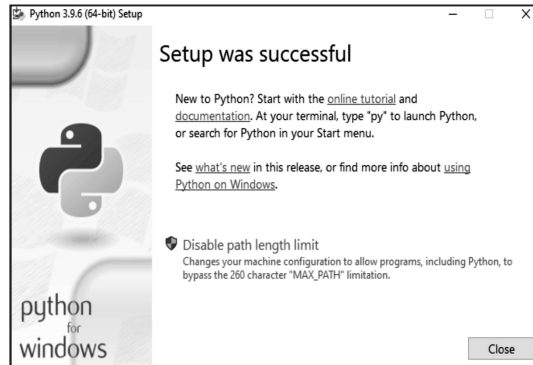 Python 3.9.6 (64-bit) Setup
Setup was successful
New to Python? Start with the online tutorial and
documentation. At your terminal, type "py" to launch Python,
or search for Python in your Start menu.
See what's new in this release, or find more info about using
Python on Windows.
Disable path length limit
Changes your machine configuration to allow programs, including Python, to
bypass the 260 character "MAX_PATH" limitation.
python
for
windows
Close